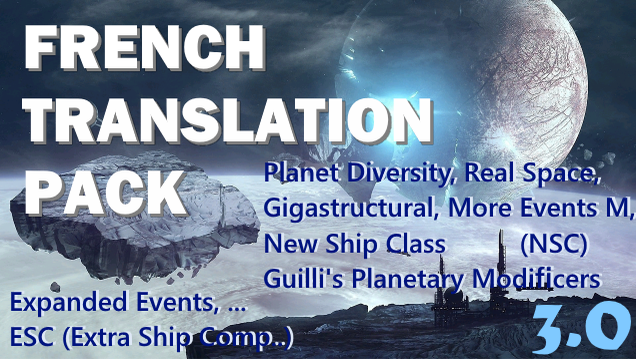 FRENCH
TRANSLATION
PACK
Planet Diversity, Real Space,
Gigastructural, More Events M,
New Ship Class (NSC)
Guilli's Planetary Modificers
Expanded Events, ...
ESC (Extra Ship Comp..)
3.0